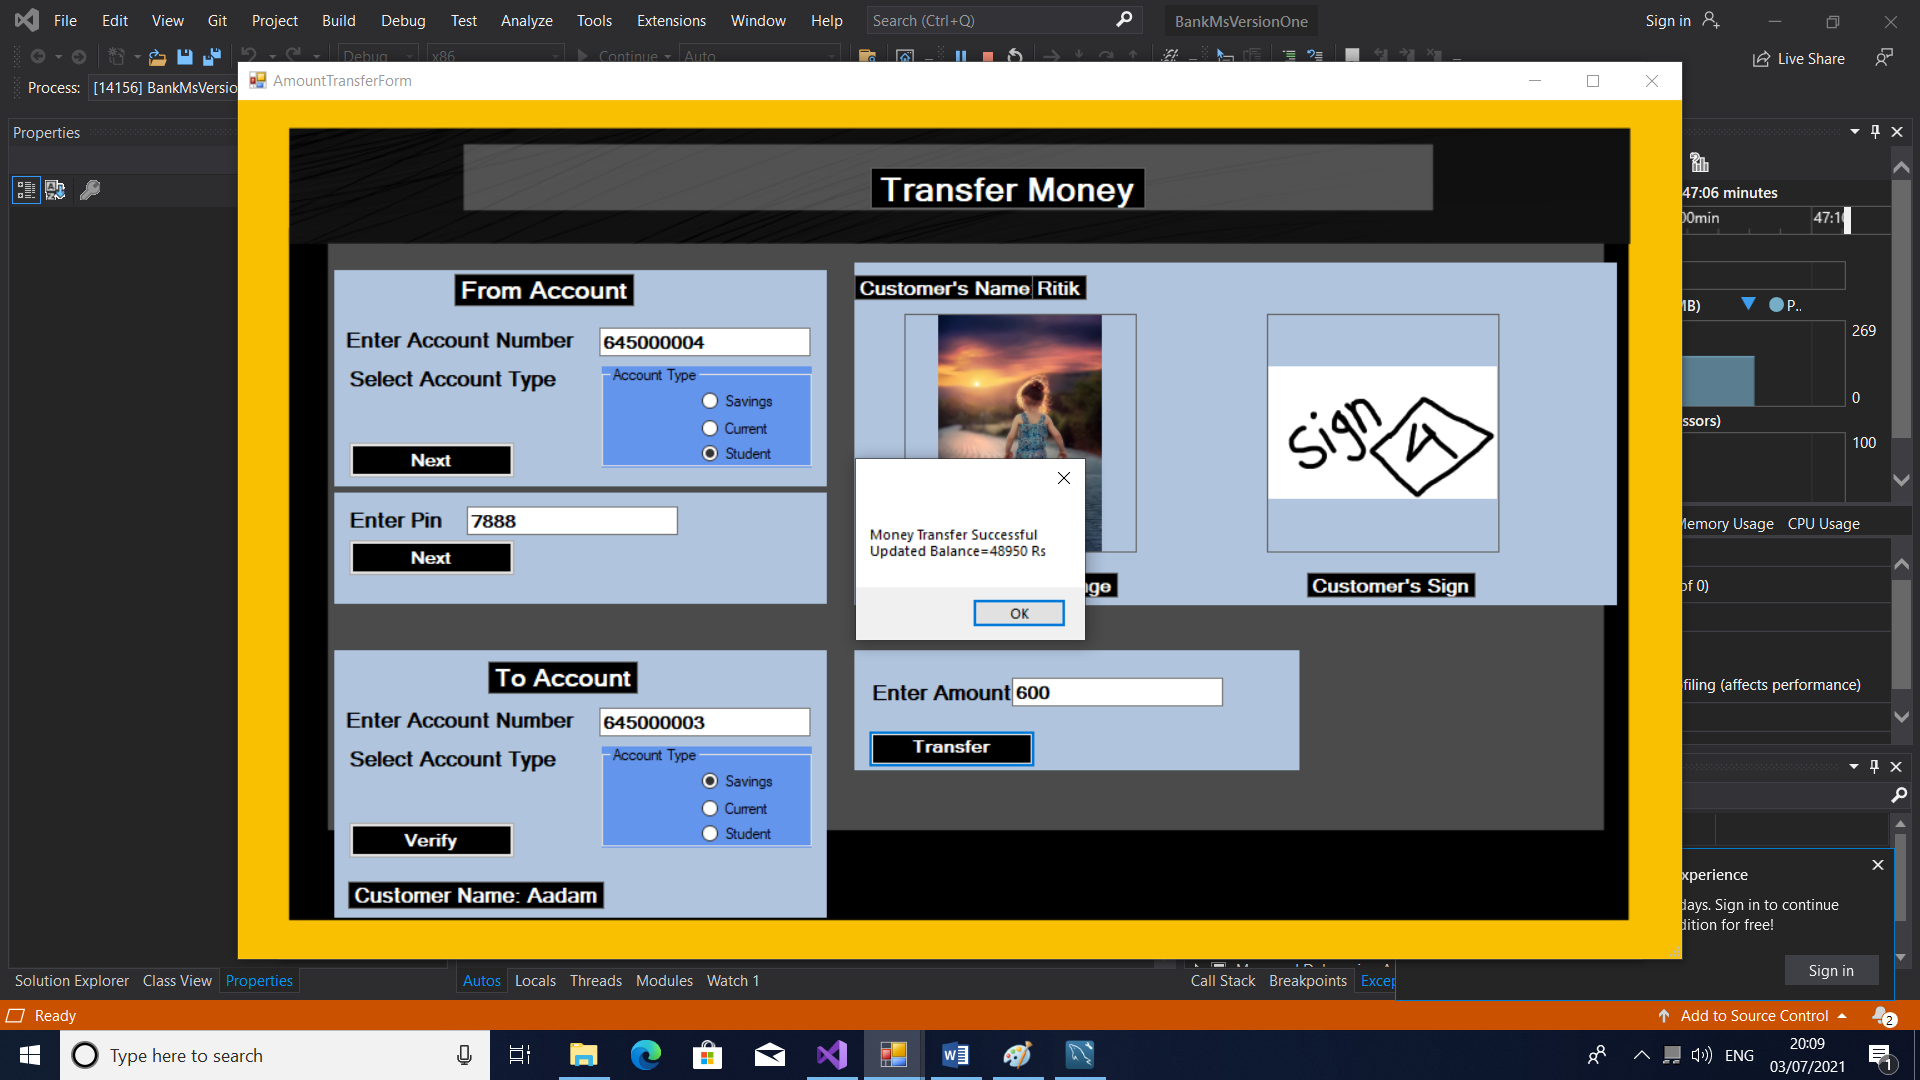 File Edit View Git Project Build Debug Test Analyze Tools Extensions Window Help Search (Ctrl+Q) BankMsVersionOne Sign in
Debug x86 Continue Auto Live Share
Process: [14156] BankMsVersio
AmountTransferForm
Properties
Transfer Money
47:06 minutes
47:1
From Account
Enter Account Number 645000004
Select Account Type
Account Type
Savings
Current
Student
Next
Enter Pin 7888
Next
Customer's Name Ritik
Sign 4
Customer's Sign
Money Transfer Successful
Updated Balance=48950 Rs
OK
To Account
Enter Account Number 645000003
Select Account Type
Account Type
Savings
Current
Student
Verify
Customer Name: Aadam
Enter Amount 600
Transfer
MB) P..
269
0
ssors)
100
Memory Usage CPU Usage
of 0)
filing (affects performance)
xperience
days. Sign in to continue
dition for free!
Sign in
Solution Explorer Class View Properties Autos Locals Threads Modules Watch 1 Call Stack Breakpoints Excep
Ready Add to Source Control 2
Type here to search ENG 20:09
03/07/2021 1